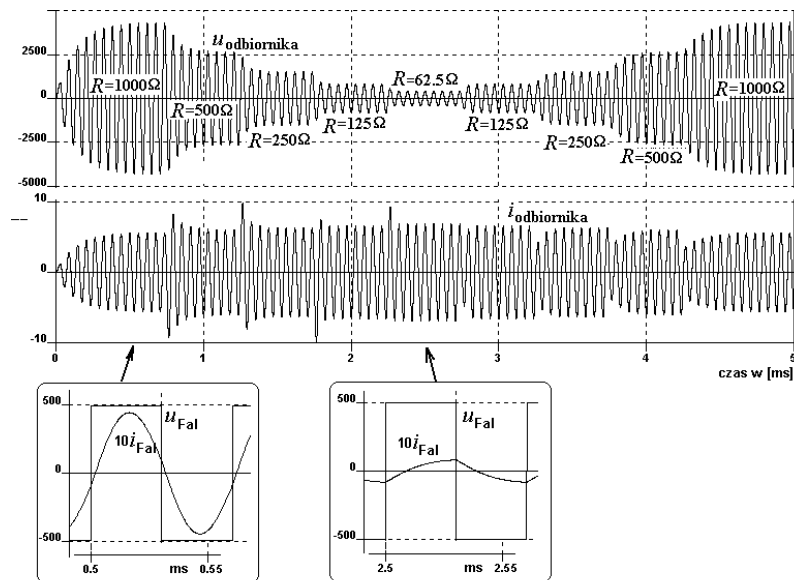 2500
0
-2500
-5000
u odbiornika
R=1000Ω
R=500Ω
R=250Ω
R=125Ω
R=62.5Ω
R=125Ω
R=250Ω
R=500Ω
R=1000Ω
10
0
-10
i odbiornika
0 1 2 3 4 5
czas w [ms]
500
0
-500
u Fal
10i Fal
0.5 ms 0.55
500
0
-500
u Fal
10i Fal
2.5 ms 2.55